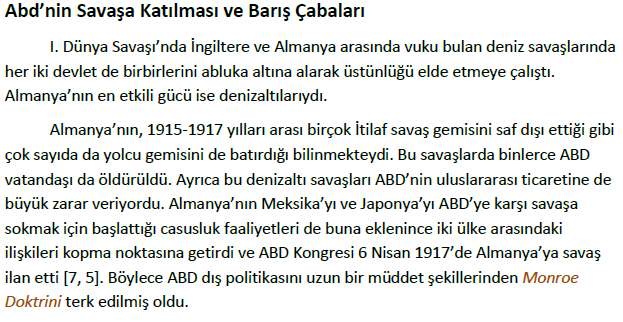 Abd’nin Savaşa Katılması ve Barış Çabaları
I. Dünya Savaşı’nda İngiltere ve Almanya arasında vuku bulan deniz savaşlarında
her iki devlet de birbirlerini abluka altına alarak üstünlüğü elde etmeye çalıştı.
Almanya’nın en etkili gücü ise denizaltılarıydı.
Almanya’nın, 1915-1917 yılları arası birçok İtilaf savaş gemisini saf dışı ettiği gibi
çok sayıda da yolcu gemisini de batırdığı bilinmekteydi. Bu savaşlarda binlerce ABD
vatandaşı da öldürüldü. Ayrıca bu denizaltı savaşları ABD’nin uluslararası ticaretine de
büyük zarar veriyordu. Almanya’nın Meksika’yı ve Japonya’yı ABD’ye karşı savaşa
sokmak için başlattığı casusluk faaliyetleri de buna eklenince iki ülke arasındaki
ilişkileri kopma noktasına getirdi ve ABD Kongresi 6 Nisan 1917’de Almanya’ya savaş
ilan etti [7, 5]. Böylece ABD dış politikasını uzun bir müddet şekillerinden Monroe
Doktrini terk edilmiş oldu.